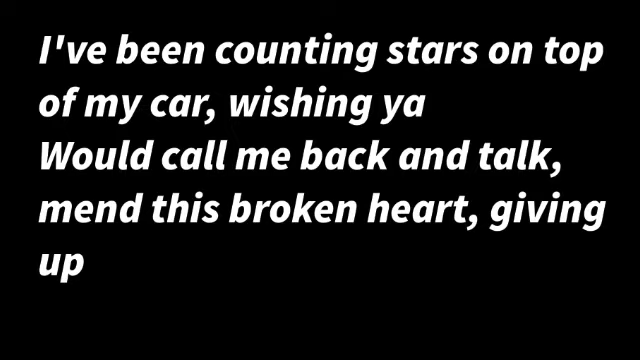 I've been counting stars on top
of my car, wishing ya
Would call me back and talk,
mend this broken heart, giving
up